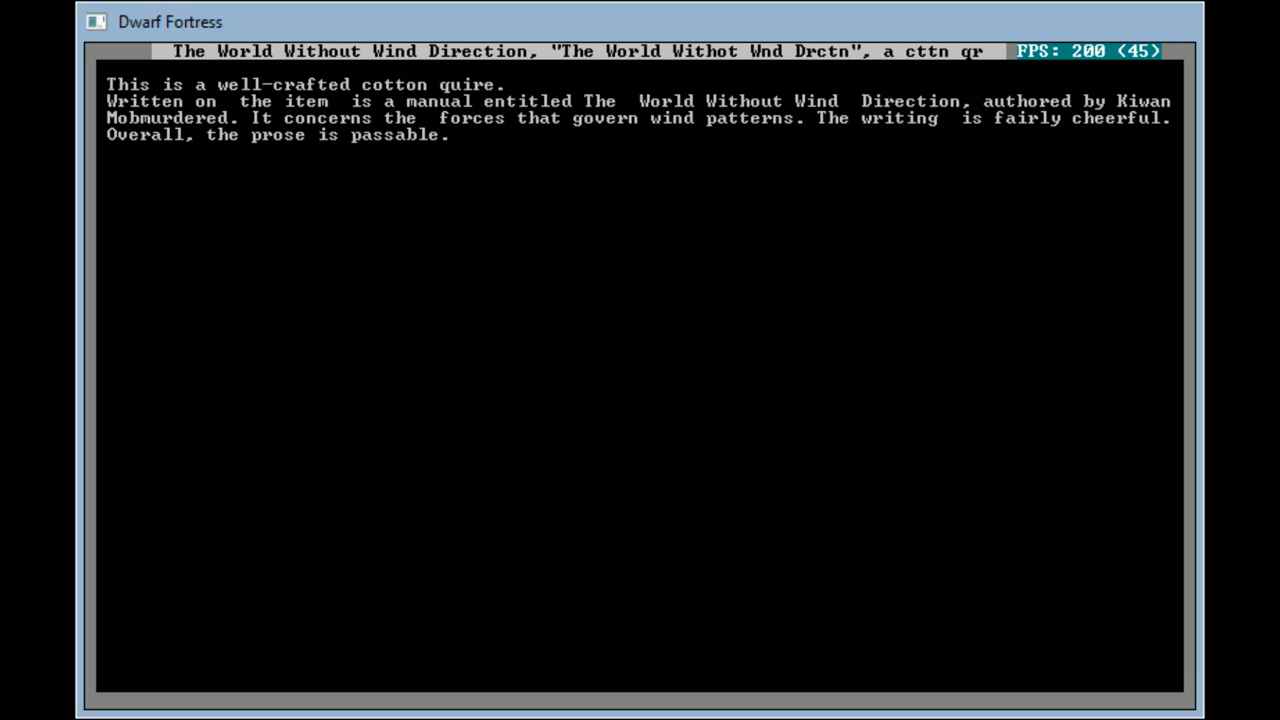 Dwarf Fortress
The World Without Wind Direction, "The World Withot Wnd Drctn", a cttn qr FPS: 200 (45)
This is a well-crafted cotton quire.
Written on the item is a manual entitled The World Without Wind Direction, authored by Kiwan
Mobmurdered. It concerns the forces that govern wind patterns. The writing is fairly cheerful.
Overall, the prose is passable.